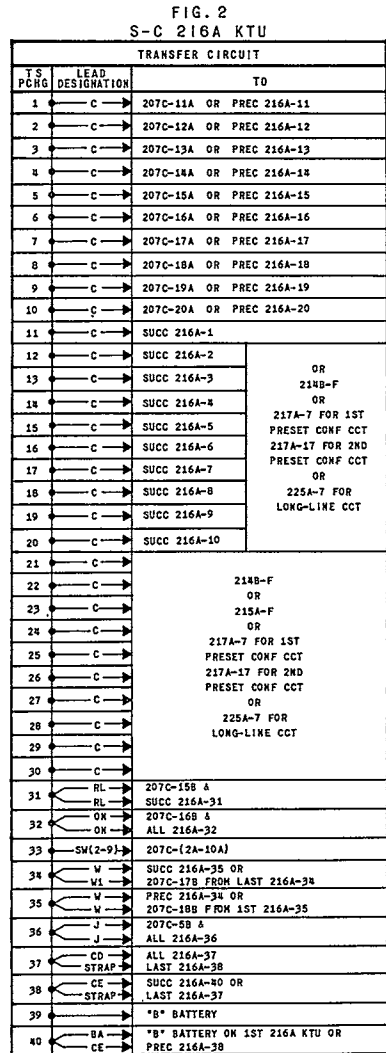 FIG. 2
S-C 216A KTU
TRANSFER CIRCUIT
TS PCHG LEAD DESIGNATION TO
1 C 207C-11A OR PREC 216A-11
2 C 207C-12A OR PREC 216A-12
3 C 207C-13A OR PREC 216A-13
4 C 207C-14A OR PREC 216A-14
5 C 207C-15A OR PREC 216A-15
6 C 207C-16A OR PREC 216A-16
7 C 207C-17A OR PREC 216A-17
8 C 207C-18A OR PREC 216A-18
9 C 207C-19A OR PREC 216A-19
10 C 207C-20A OR PREC 216A-20
11 C SUCC 216A-1
12 C SUCC 216A-2
13 C SUCC 216A-3
14 C SUCC 216A-4
15 C SUCC 216A-5
16 C SUCC 216A-6
17 C SUCC 216A-7
18 C SUCC 216A-8
19 C SUCC 216A-9
20 C SUCC 216A-10
OR
214B-F
OR
217A-7 FOR 1ST
PRESET CONF CCT
217A-17 FOR 2ND
PRESET CONF CCT
OR
225A-7 FOR
LONG-LINE CCT
21 C
22 C
23 C
24 C
25 C
26 C
27 C
28 C
29 C
30 C
214B-F
OR
215A-F
OR
217A-7 FOR 1ST
PRESET CONF CCT
217A-17 FOR 2ND
PRESET CONF CCT
OR
225A-7 FOR
LONG-LINE CCT
31 RL 207C-15B &
RL SUCC 216A-31
32 ON 207C-16B &
ON ALL 216A-32
33 SW(2-9) 207C-(2A-10A)
34 W SUCC 216A-35 OR
W1 207C-17B FROM LAST 216A-34
35 W PREC 216A-34 OR
W 207C-18B FROM 1ST 216A-35
36 J 207C-5B &
J ALL 216A-36
37 CD ALL 216A-37
STRAP LAST 216A-38
38 CE SUCC 216A-40 OR
STRAP LAST 216A-37
39 "B" BATTERY
40 BA "B" BATTERY ON 1ST 216A KTU OR
CE PREC 216A-38